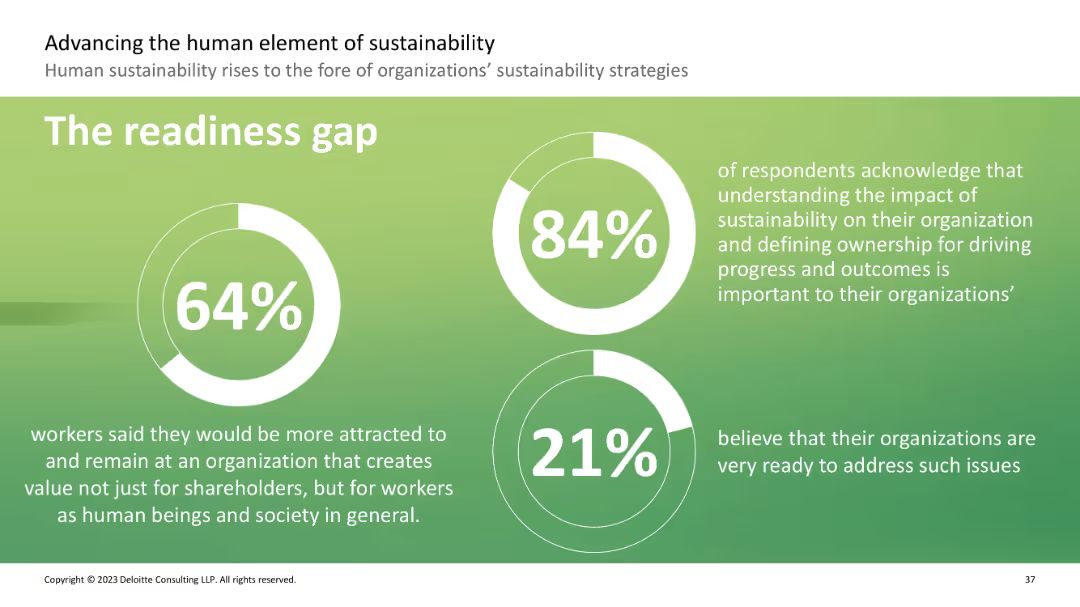 Advancing the human element of sustainability
Human sustainability rises to the fore of organizations’ sustainability strategies
The readiness gap
64%
workers said they would be more attracted to
and remain at an organization that creates
value not just for shareholders, but for workers
as human beings and society in general.
84%
of respondents acknowledge that
understanding the impact of
sustainability on their organization
and defining ownership for driving
progress and outcomes is
important to their organizations’
21%
believe that their organizations are
very ready to address such issues
Copyright © 2023 Deloitte Consulting LLP. All rights reserved.
37